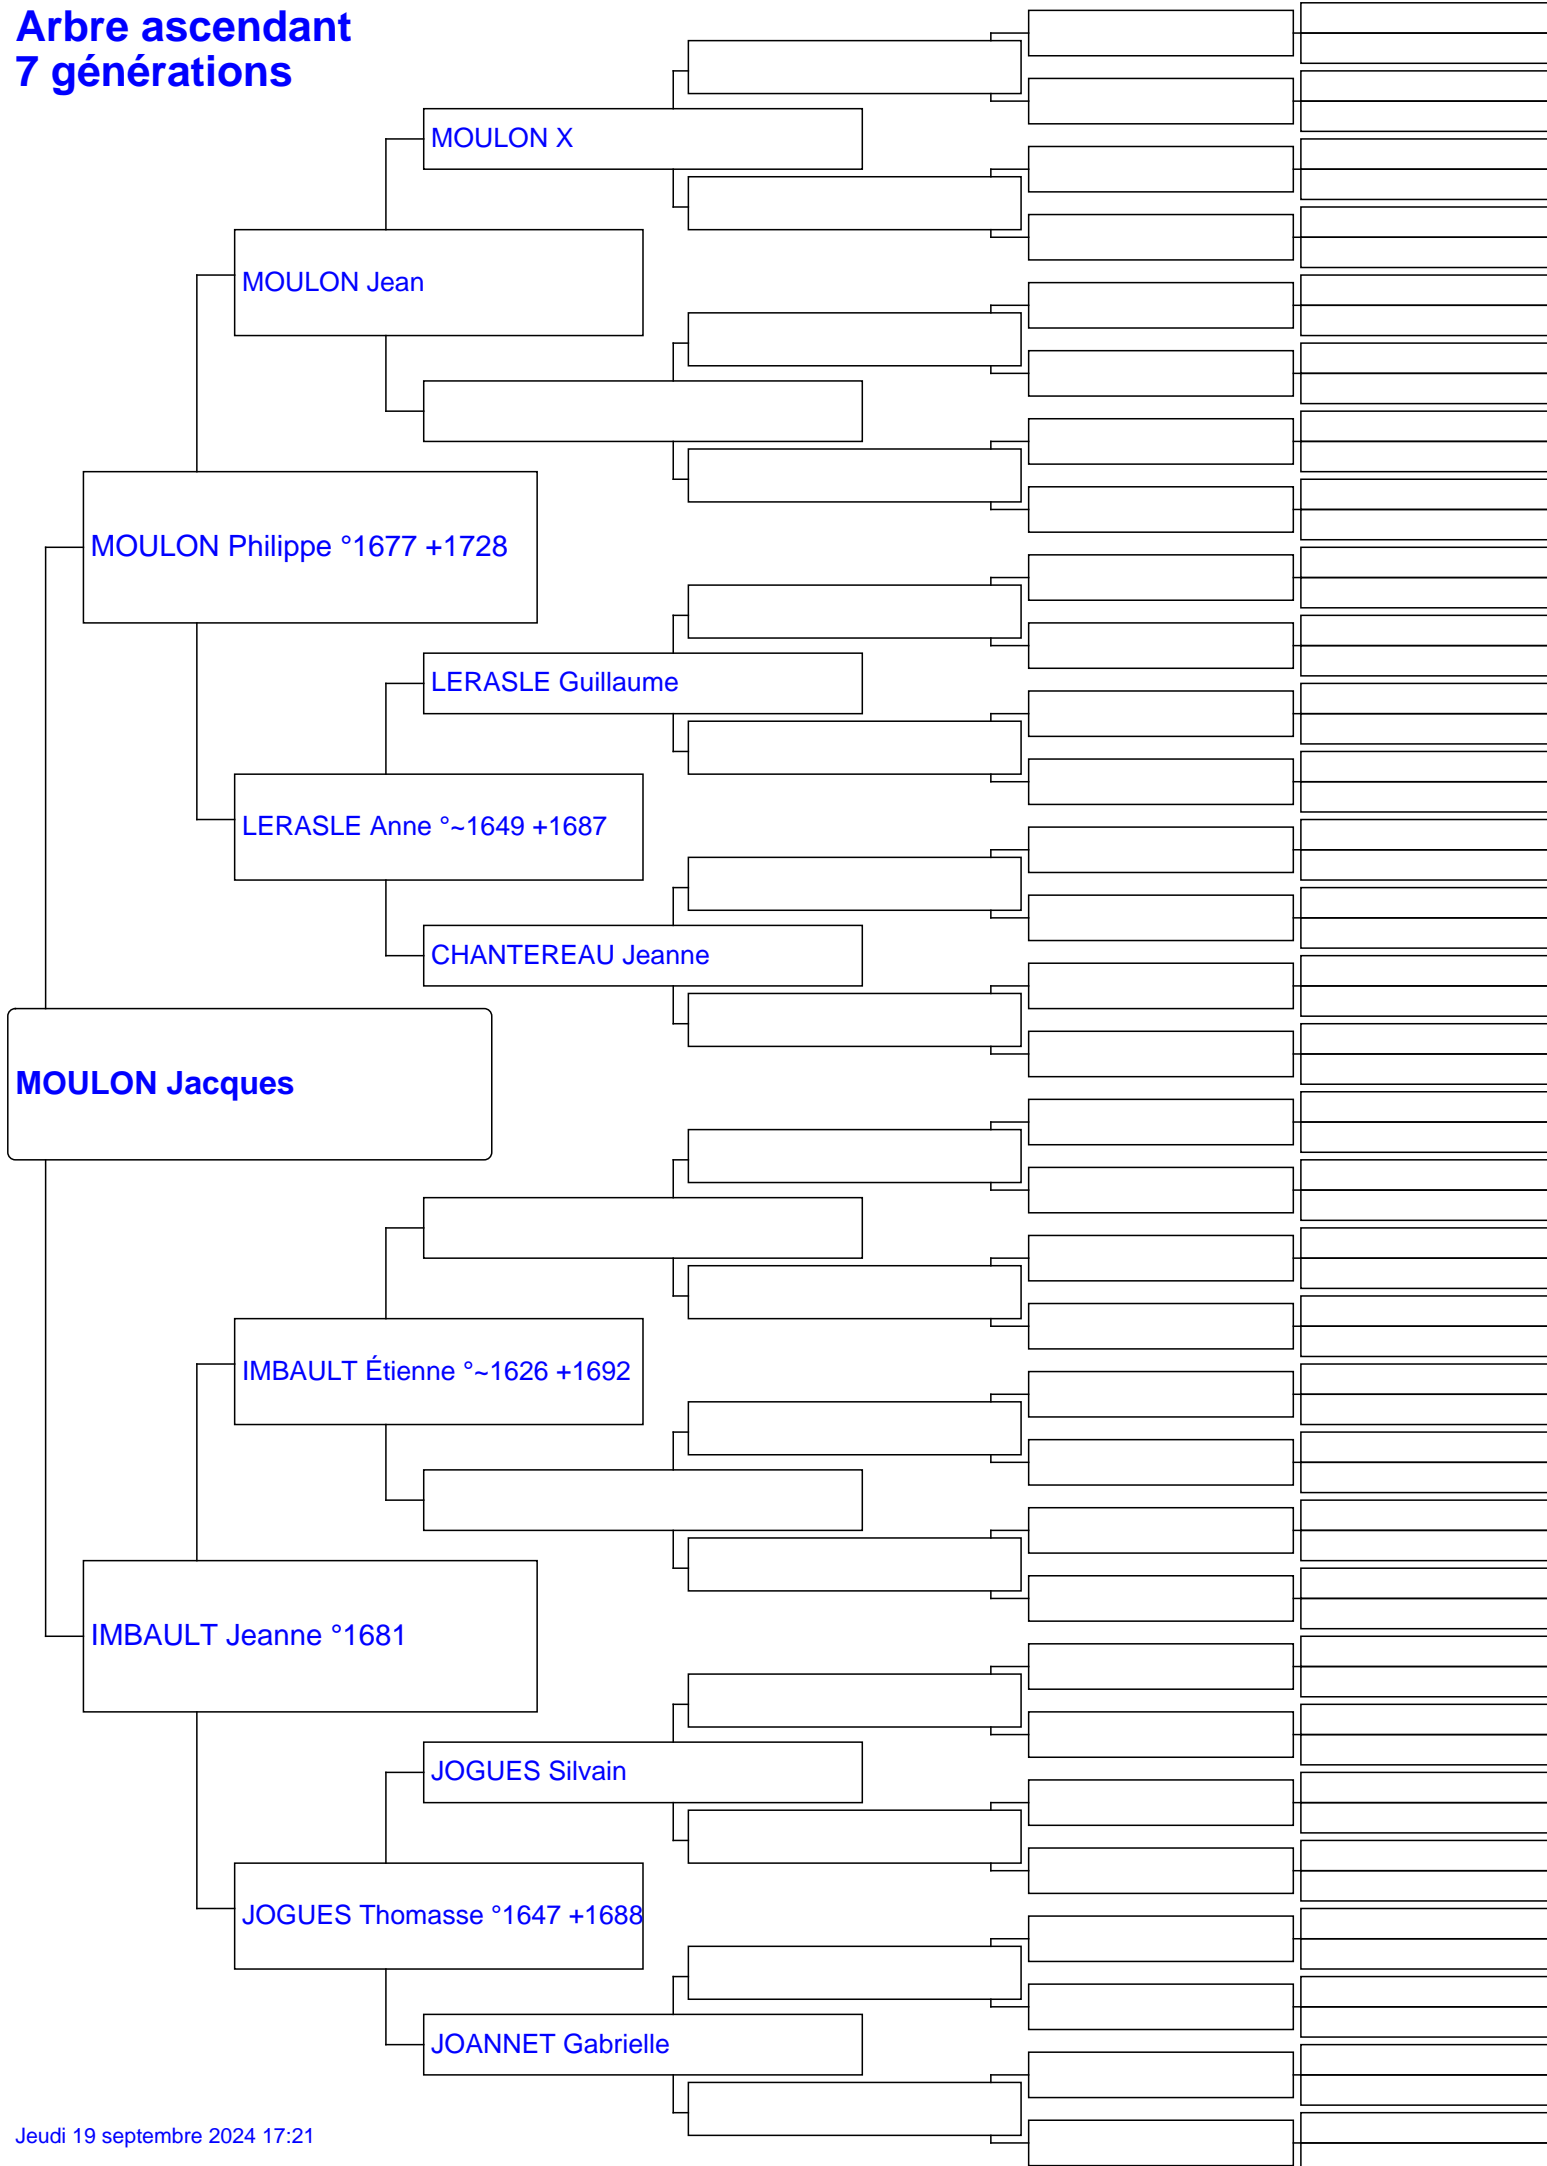 Arbre ascendant
7 générations
MOULON X
MOULON Jean
MOULON Philippe °1677 +1728
LERASLE Guillaume
LERASLE Anne °~1649 +1687
CHANTEREAU Jeanne
MOULON Jacques
IMBAULT Étienne °~1626 +1692
IMBAULT Jeanne °1681
JOGUES Silvain
JOGUES Thomasse °1647 +1688
JOANNET Gabrielle
Jeudi 19 septembre 2024 17:21